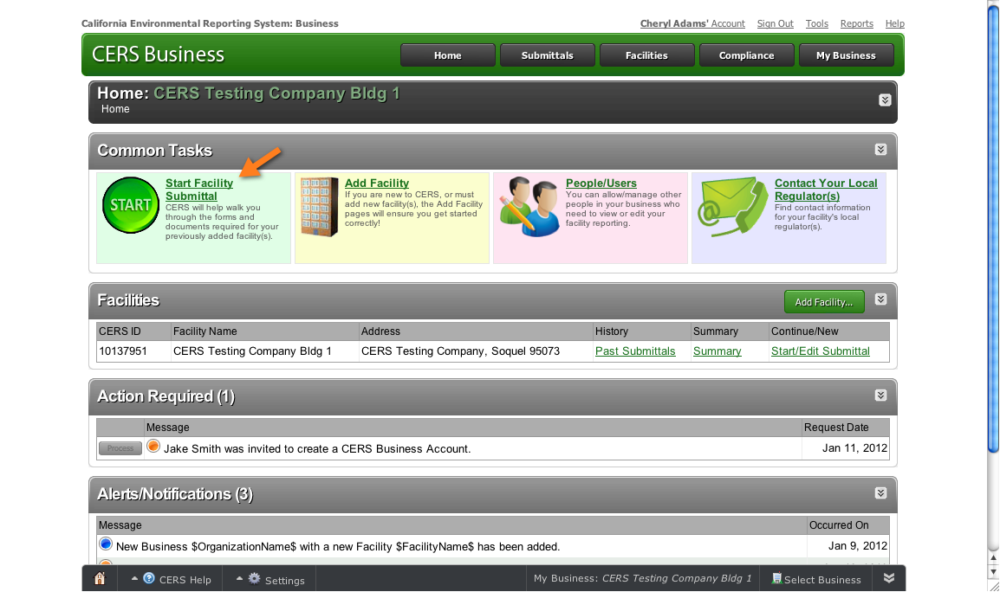 California Environmental Reporting System: Business
Cheryl Adams' Account Sign Out Tools Reports Help
CERS Business
Home Submittals Facilities Compliance My Business
Home: CERS Testing Company Bldg 1
Home
Common Tasks
START
Start Facility
Submittal
CERS will help walk you
through the forms and
documents required for your
previously added facility(s).
Add Facility
If you are new to CERS, or must
add new facility(s), the Add Facility
pages will ensure you get started
correctly!
People/Users
You can allow/manage other
people in your business who
need to view or edit your
facility reporting.
Contact Your Local
Regulator(s)
Find contact information
for your facility's local
regulator(s).
Facilities
Add Facility...
CERS ID Facility Name Address History Summary Continue/New
10137951 CERS Testing Company Bldg 1 CERS Testing Company, Soquel 95073 Past Submittals Summary Start/Edit Submittal
Action Required (1)
Message Request Date
Process Jake Smith was invited to create a CERS Business Account. Jan 11, 2012
Alerts/Notifications (3)
Message Occurred On
New Business $OrganizationName$ with a new Facility $FacilityName$ has been added. Jan 9, 2012
CERS Help Settings My Business: CERS Testing Company Bldg 1 Select Business